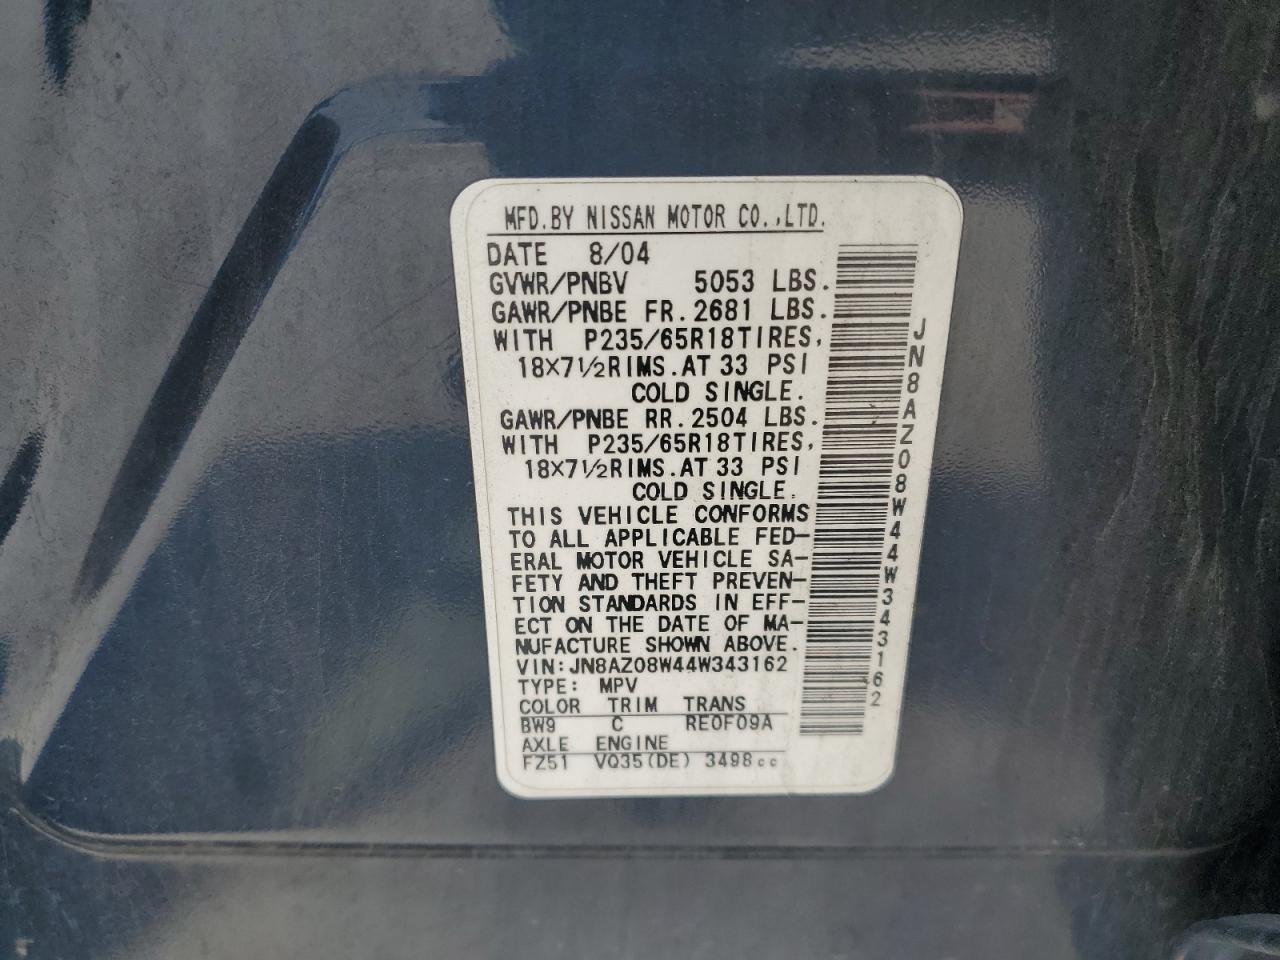 MFD.BY NISSAN MOTOR CO.,LTD.
DATE 8/04
GVWR/PNBV 5053 LBS.
GAWR/PNBE FR.2681 LBS.
WITH P235/65R18TIRES,
18×7½RIMS.AT 33 PSI
COLD SINGLE.
GAWR/PNBE RR.2504 LBS.
WITH P235/65R18TIRES,
18×7½RIMS.AT 33 PSI
COLD SINGLE.
THIS VEHICLE CONFORMS
TO ALL APPLICABLE FED-
ERAL MOTOR VEHICLE SA-
FETY AND THEFT PREVEN-
TION STANDARDS IN EFF-
ECT ON THE DATE OF MA-
NUFACTURE SHOWN ABOVE.
VIN:JN8AZ08W44W343162
TYPE: MPV
COLOR TRIM TRANS
BW9 C RE0F09A
AXLE ENGINE
FZ51 VQ35(DE) 3498cc
JN8AZ08W44W343162